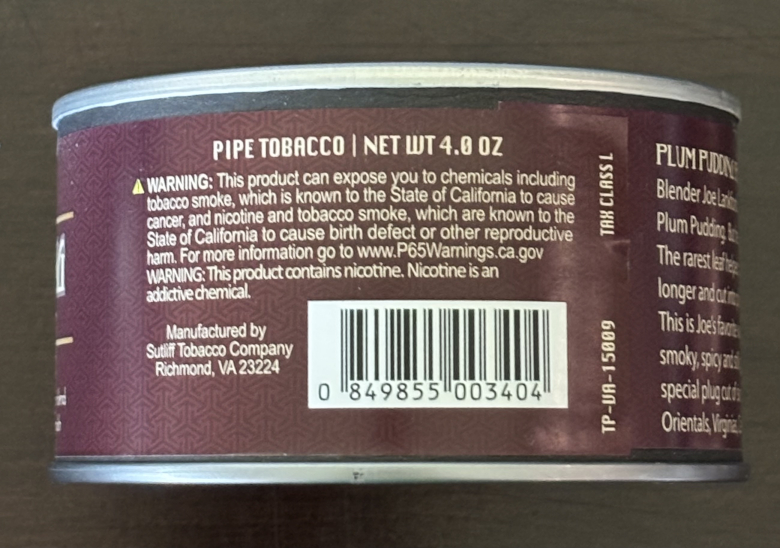 PIPE TOBACCO | NET WT 4.0 OZ
WARNING: This product can expose you to chemicals including
tobacco smoke, which is known to the State of California to cause
cancer, and nicotine and tobacco smoke, which are known to the
State of California to cause birth defect or other reproductive
harm. For more information go to www.P65Warnings.ca.gov
WARNING: This product contains nicotine. Nicotine is an
addictive chemical.
Manufactured by
Sutliff Tobacco Company
Richmond, VA 23224
0 849855 003404
TAX CLASS L
TP-VA-15009
PLUM PUDDING
Blender Joe Lankford
Plum Pudding.
The rarest leaf
longer and cut
This is Joe's favorite
smoky, spicy and
special plug cut of
Orientals, Virginia